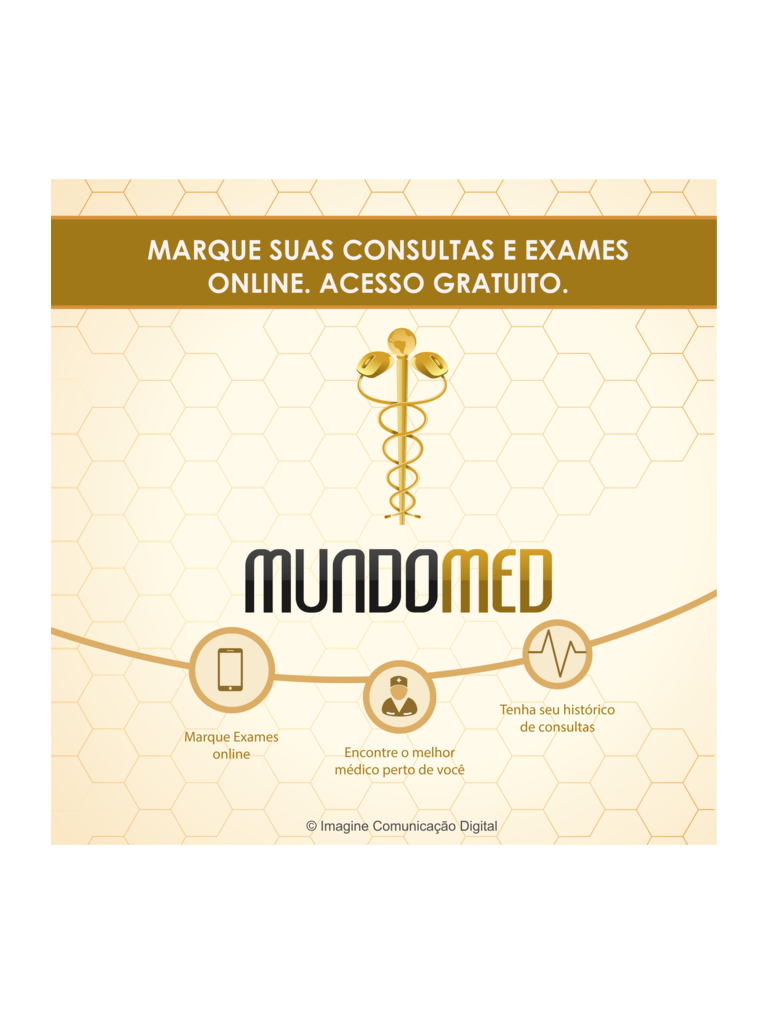 MARQUE SUAS CONSULTAS E EXAMES
ONLINE. ACESSO GRATUITO.
MUNDOMED
Marque Exames
online
Encontre o melhor
médico perto de você
Tenha seu histórico
de consultas
© Imagine Comunicação Digital